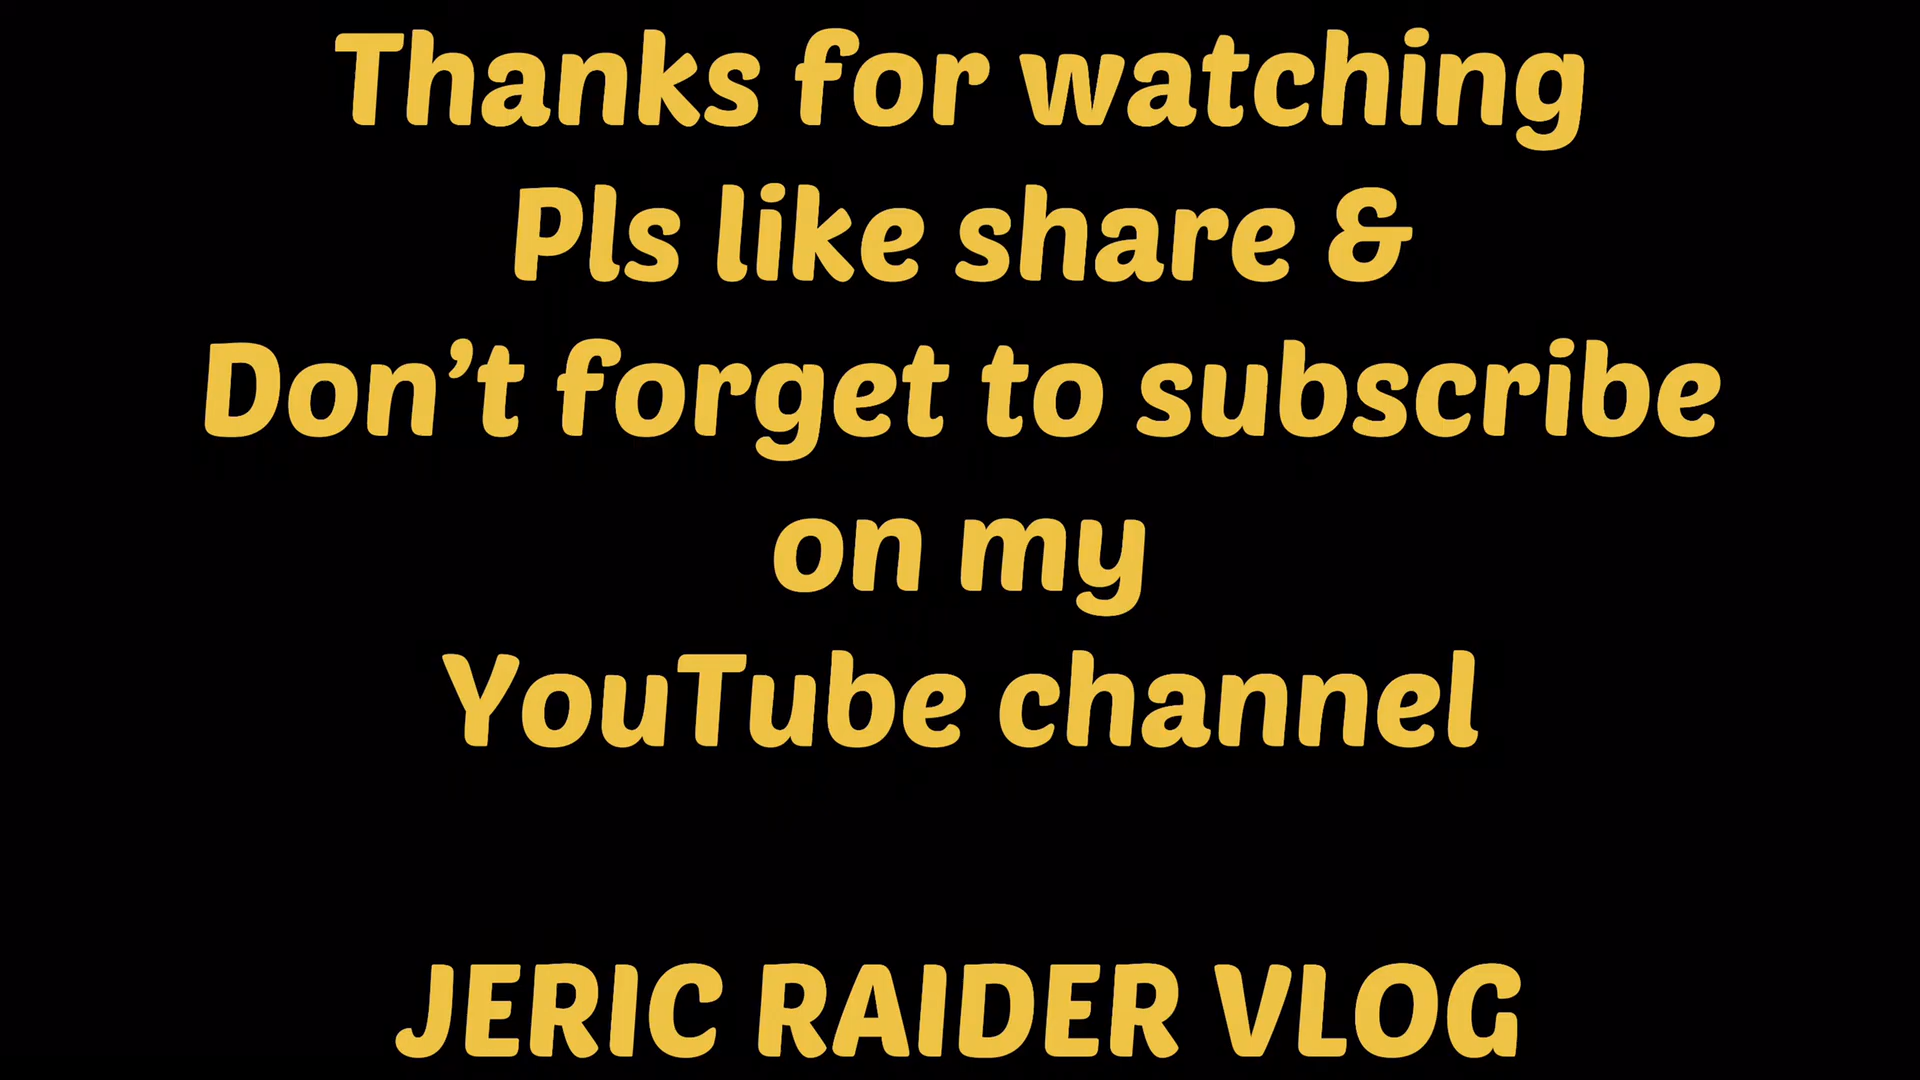 Thanks for watching
Pls like share &
Don’t forget to subscribe
on my
YouTube channel
JERIC RAIDER VLOG